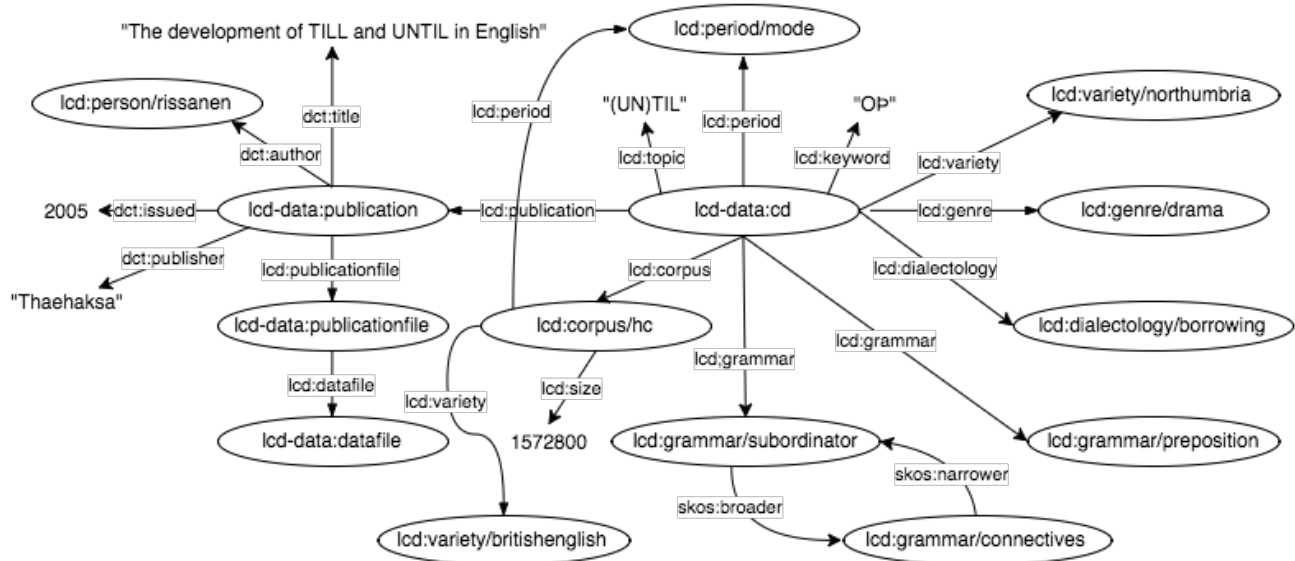 "The development of TILL and UNTIL in English"
lcd:period/mode
lcd:person/rissanen
dct:title
lcd:period
"(UN)TIL"
lcd:period
"OÞ"
lcd:variety/northumbria
dct:author
lcd:topic
lcd:keyword
lcd:variety
2005
dct:issued
lcd-data:publication
lcd:publication
lcd-data:cd
lcd:genre
lcd:genre/drama
dct:publisher
lcd:publicationfile
lcd:corpus
lcd:dialectology
"Thaehaksa"
lcd-data:publicationfile
lcd:corpus/hc
lcd:dialectology/borrowing
lcd:grammar
lcd;grammar
lcd:datafile
lcd:size
lcd:variety
lcd-data:datafile
1572800
lcd:grammar/subordinator
lcd:grammar/preposition
skos:narrower
skos:broader
lcd:variety/britishenglish
lcd:grammar/connectives